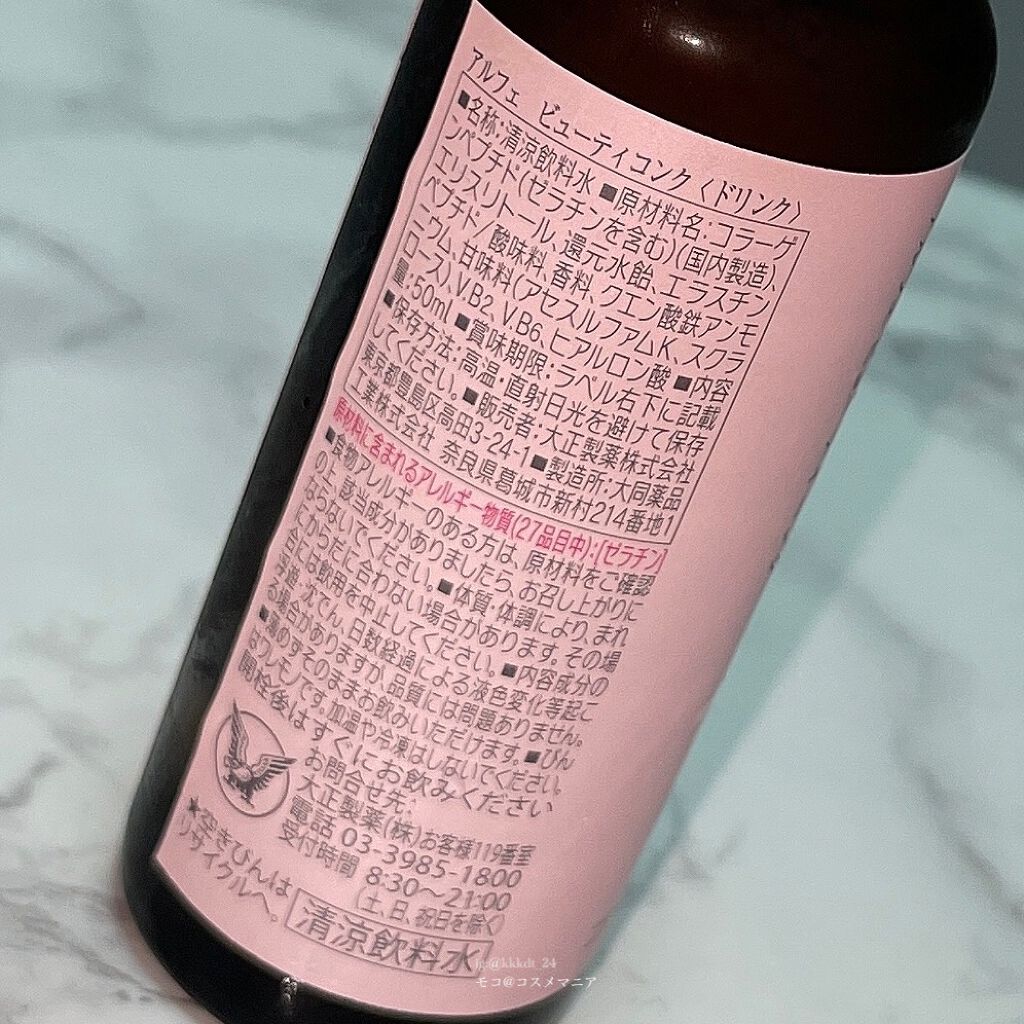 アルフェ ビューティコンク〈ドリンク〉
■名称:清涼飲料水 ■原材料名:コラーゲ
ンペプチド(ゼラチンを含む)(国内製造)、
エリスリトール、還元水飴、エラスチン
ペプチド/酸味料、香料、クエン酸鉄アンモ
ニウム、甘味料(アセスルファムK、スクラ
ロース)、V.B2、V.B6、ヒアルロン酸 ■内容
量:50ml ■賞味期限:ラベル右下に記載
■保存方法:高温・直射日光を避けて保存
してください。■販売者:大正製薬株式会社
東京都豊島区高田3-24-1 ■製造所:大同薬品
工業株式会社 奈良県葛城市新村214番地1
原材料に含まれるアレルギー物質(27品目中):[ゼラチン]
■食物アレルギーのある方は、原材料をご確認
の上、該当成分がありましたら、お召し上がりに
ならないでください。■体質・体調により、まれ
にからだに合わない場合があります。その場
合には飲用を中止してください。■内容成分の
手違・沈でん、日数経過による液色変化等起こ
る場合がありますが、品質には問題ありません。
■薄めずそのままお飲みいただけます。■びん
はワレモノです。加温や冷凍はしないでください。
開栓後はすぐにお飲みください
お問合せ先:
大正製薬(株)お客様119番室
電話 03-3985-1800
受付時間 8:30〜21:00
(土、日、祝日を除く)
★空きびんは
リサイクルへ。
清涼飲料水
ig:@kkkdt_24
モコ@コスメマニア